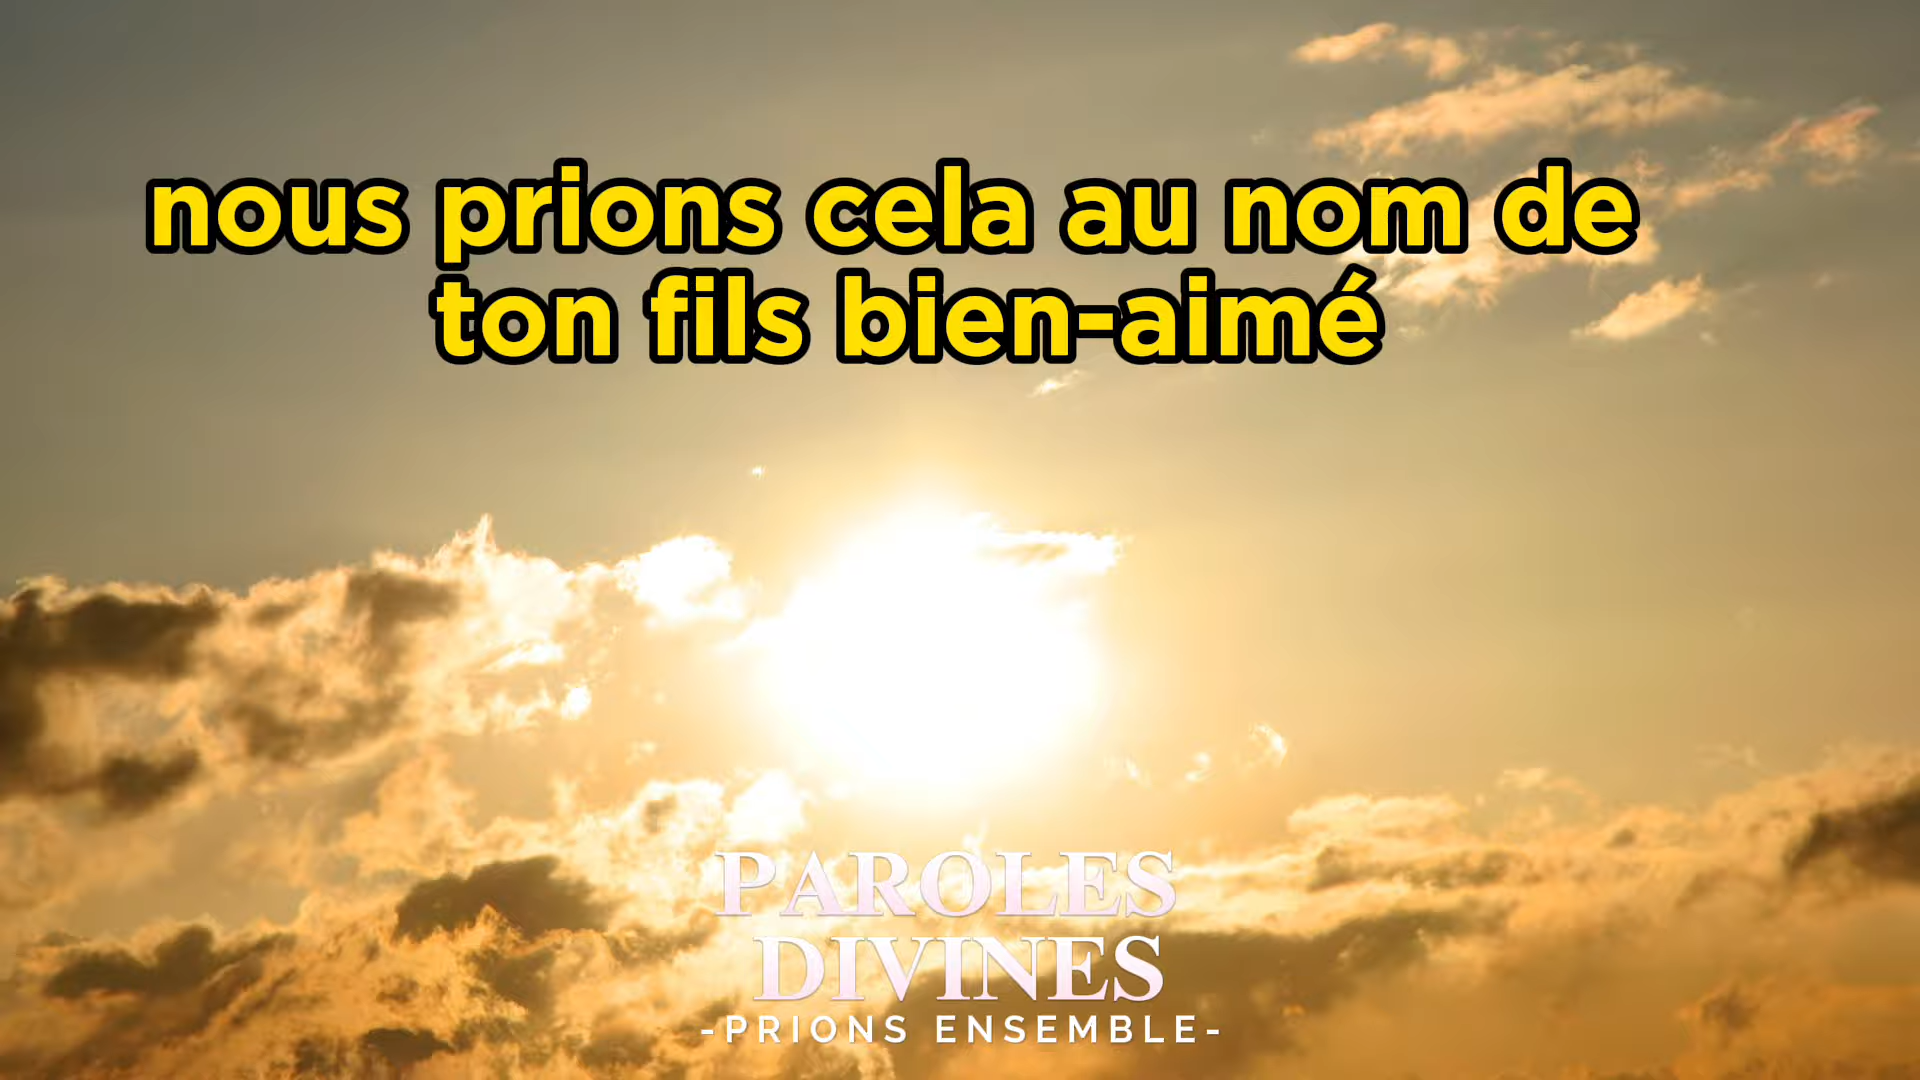 nous prions cela au nom de
ton fils bien-aimé
PAROLES
DIVINES
-PRIONS ENSEMBLE-